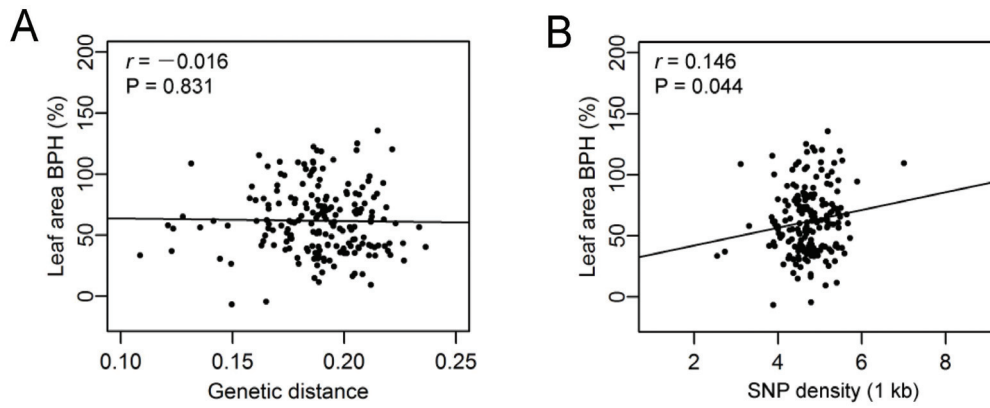 A
r = −0.016
P = 0.831
Leaf area BPH (%)
200
150
100
50
0
0.10 0.15 0.20 0.25
Genetic distance
B
r = 0.146
P = 0.044
Leaf area BPH (%)
200
150
100
50
0
2 4 6 8
SNP density (1 kb)